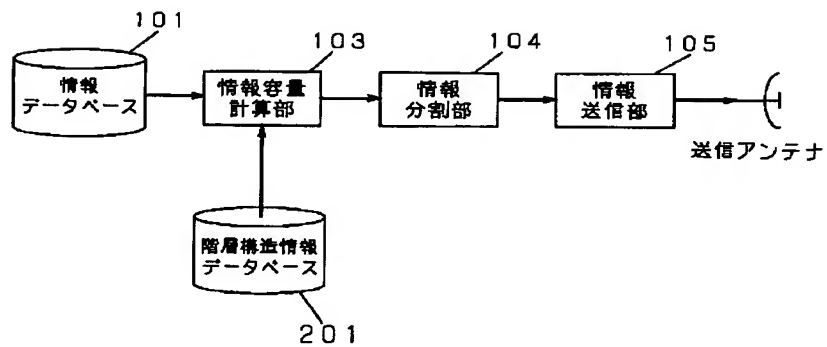 101
情報
データベース
103
情報容量
計算部
104
情報
分割部
105
情報
送信部
送信アンテナ
階層構造情報
データベース
201